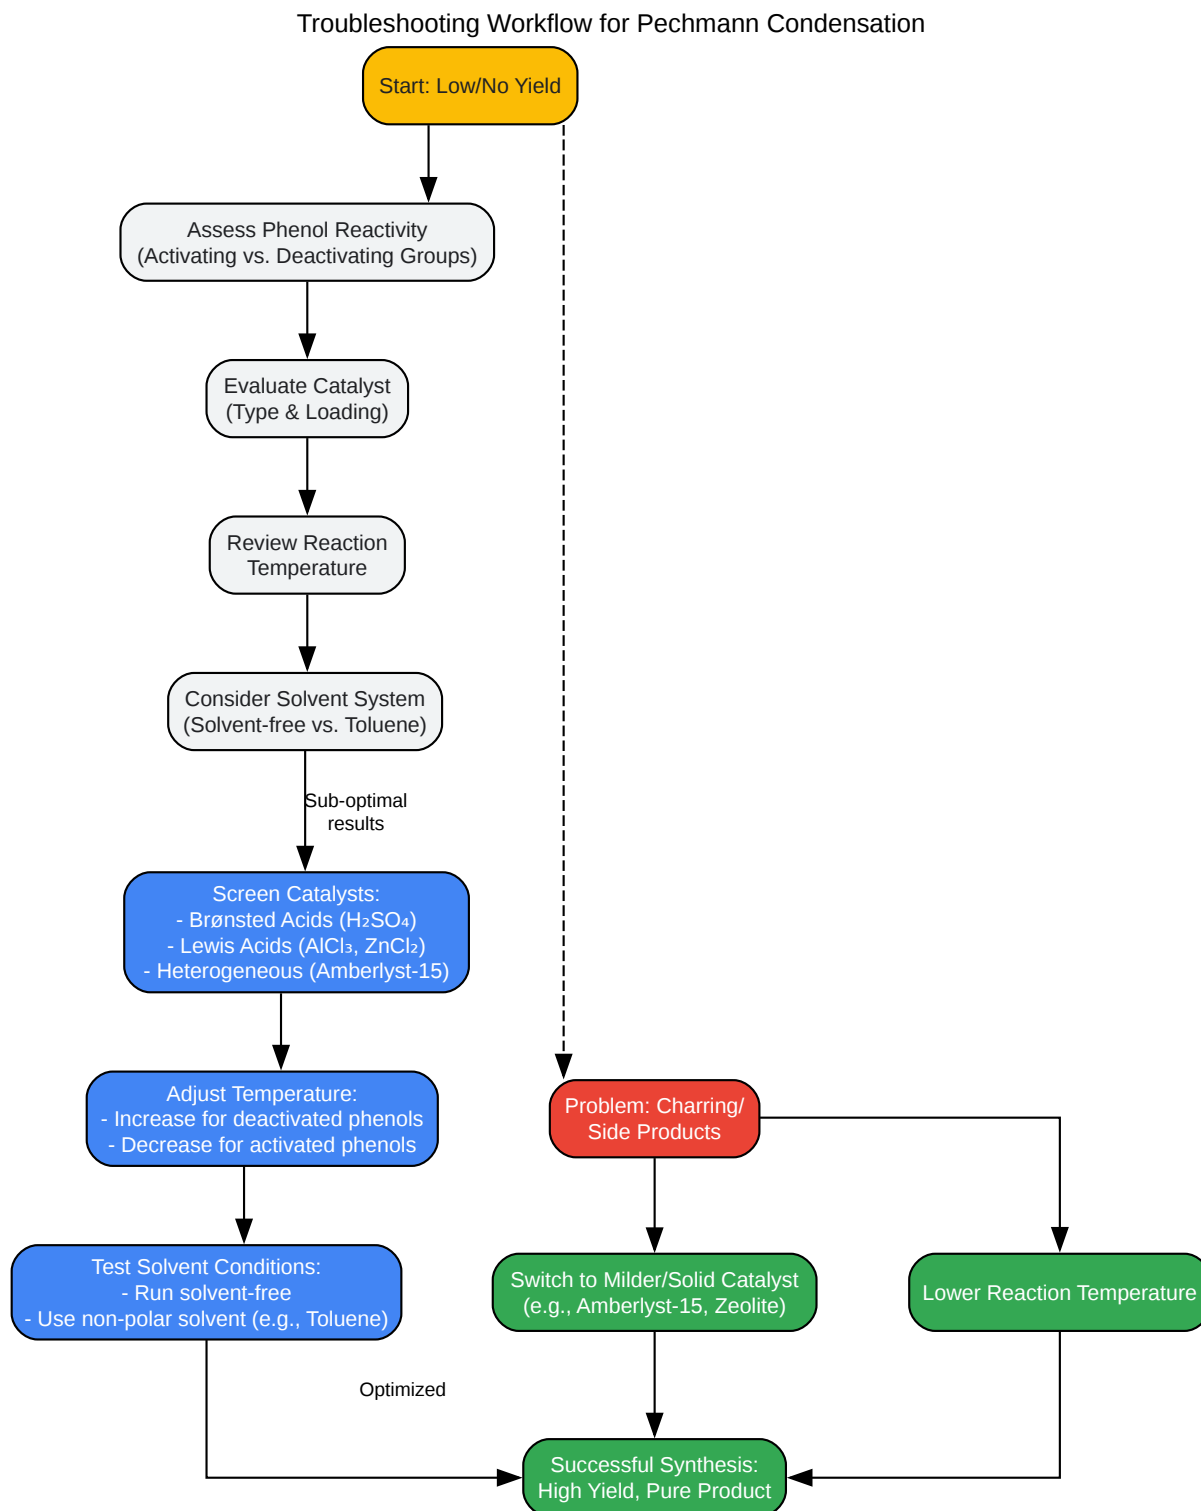 Troubleshooting Workflow for Pechmann Condensation
Start: Low/No Yield
Assess Phenol Reactivity
(Activating vs. Deactivating Groups)
Evaluate Catalyst
(Type & Loading)
Review Reaction
Temperature
Consider Solvent System
(Solvent-free vs. Toluene)
Sub-optimal
results
Screen Catalysts:
- Brønsted Acids (H₂SO₄)
- Lewis Acids (AlCl₃, ZnCl₂)
- Heterogeneous (Amberlyst-15)
Adjust Temperature:
- Increase for deactivated phenols
- Decrease for activated phenols
Problem: Charring/
Side Products
Test Solvent Conditions:
- Run solvent-free
- Use non-polar solvent (e.g., Toluene)
Switch to Milder/Solid Catalyst
(e.g., Amberlyst-15, Zeolite)
Lower Reaction Temperature
Optimized
Successful Synthesis:
High Yield, Pure Product